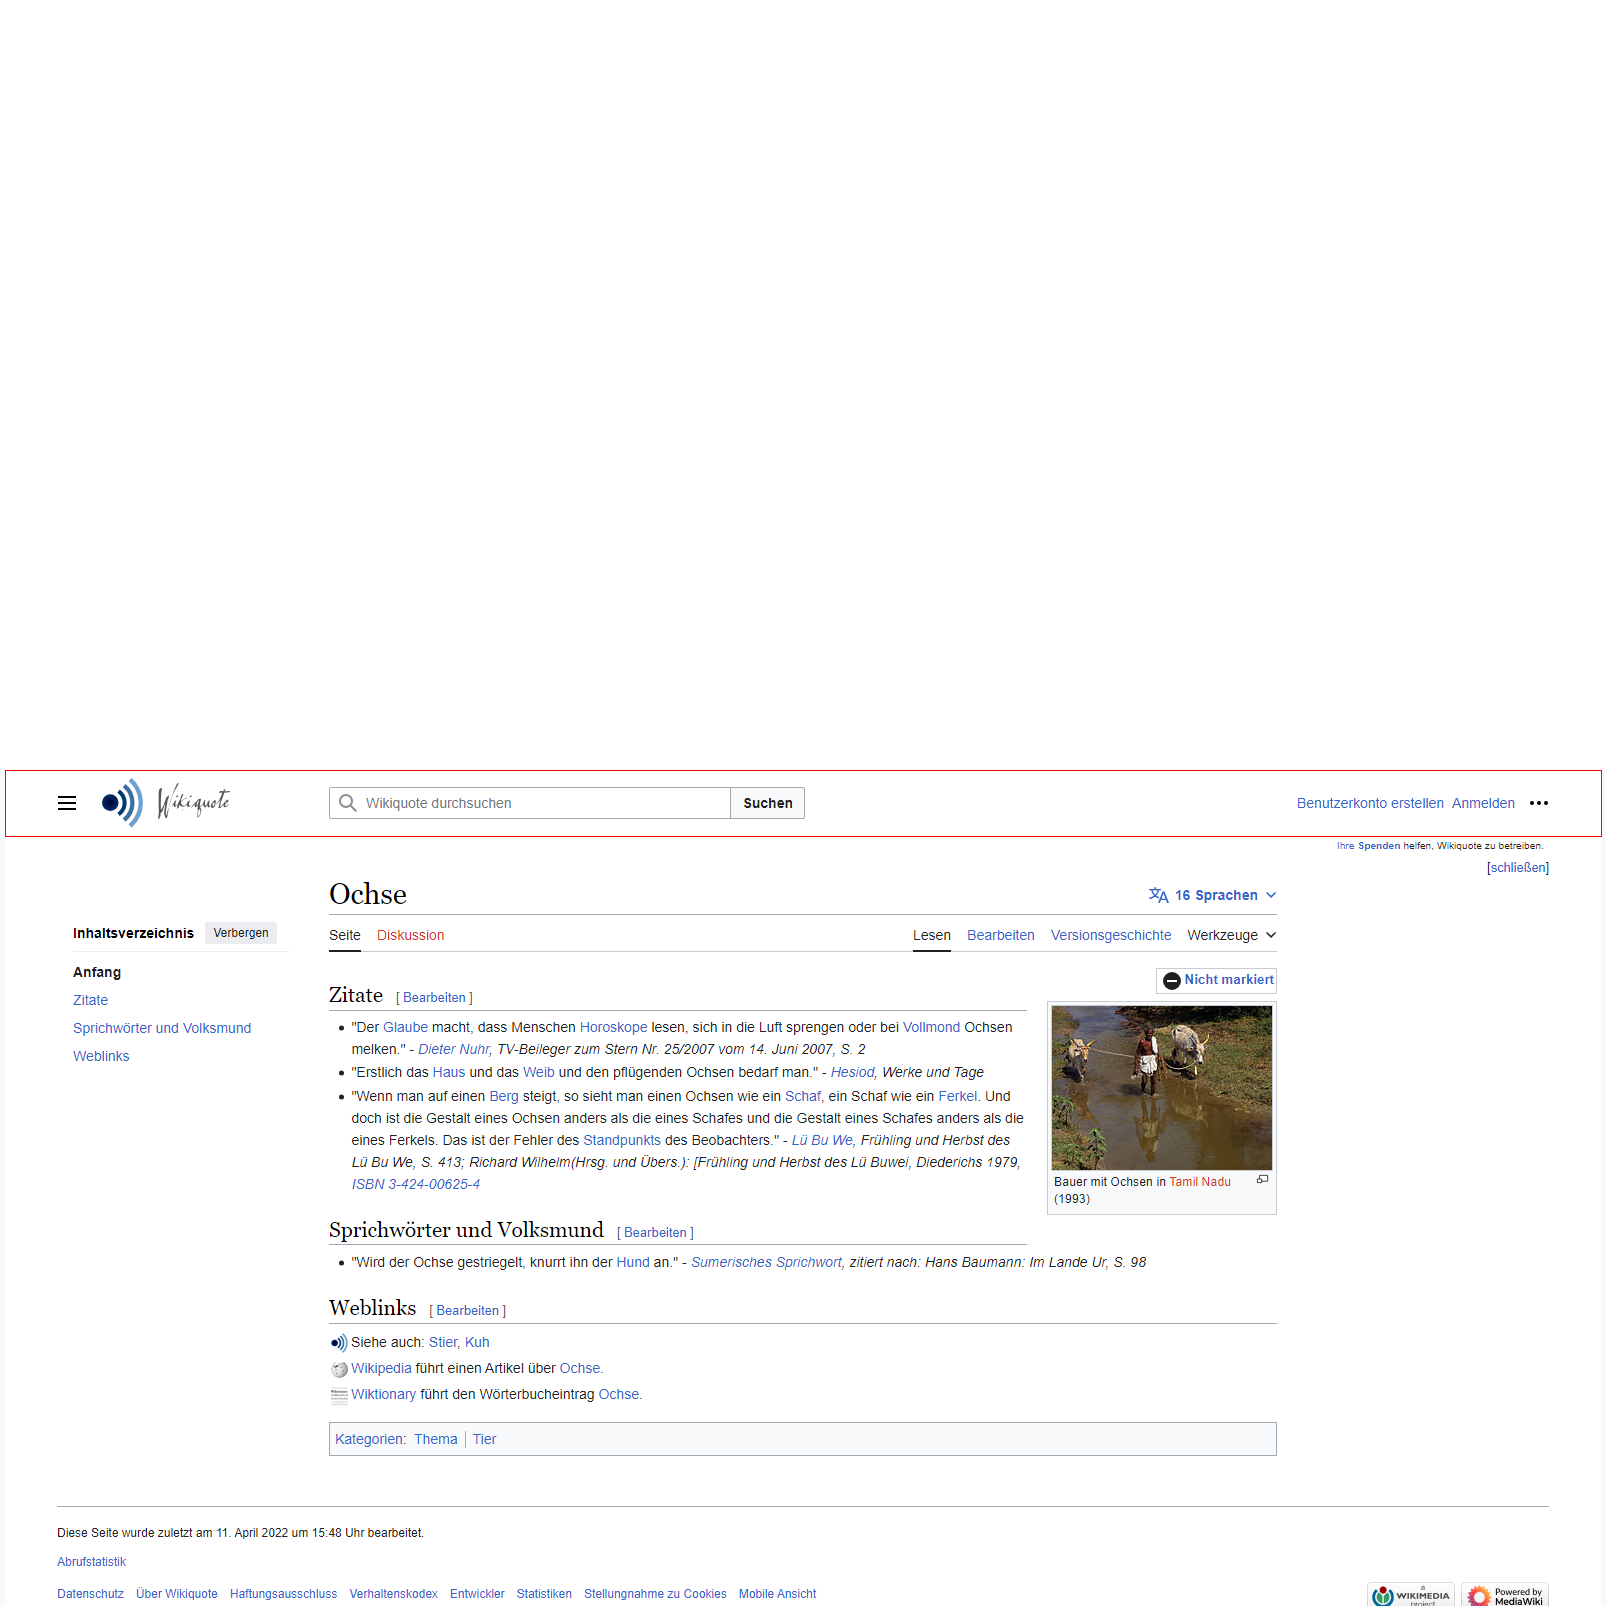 Wikiquote
Wikiquote durchsuchen
Suchen
Benutzerkonto erstellen Anmelden
Ihre Spenden helfen, Wikiquote zu betreiben.
[schließen]
Ochse
16 Sprachen
Inhaltsverzeichnis Verbergen
Anfang
Zitate
Sprichwörter und Volksmund
Weblinks
Seite Diskussion
Lesen Bearbeiten Versionsgeschichte Werkzeuge
Nicht markiert
Zitate [ Bearbeiten ]
"Der Glaube macht, dass Menschen Horoskope lesen, sich in die Luft sprengen oder bei Vollmond Ochsen
melken." - Dieter Nuhr, TV-Beileger zum Stern Nr. 25/2007 vom 14. Juni 2007, S. 2
"Erstlich das Haus und das Weib und den pflügenden Ochsen bedarf man." - Hesiod, Werke und Tage
"Wenn man auf einen Berg steigt, so sieht man einen Ochsen wie ein Schaf, ein Schaf wie ein Ferkel. Und
doch ist die Gestalt eines Ochsen anders als die eines Schafes und die Gestalt eines Schafes anders als die
eines Ferkels. Das ist der Fehler des Standpunkts des Beobachters." - Lü Bu We, Frühling und Herbst des
Lü Bu We, S. 413; Richard Wilhelm(Hrsg. und Übers.): [Frühling und Herbst des Lü Buwei, Diederichs 1979,
ISBN 3-424-00625-4
Bauer mit Ochsen in Tamil Nadu
(1993)
Sprichwörter und Volksmund [ Bearbeiten ]
"Wird der Ochse gestriegelt, knurrt ihn der Hund an." - Sumerisches Sprichwort, zitiert nach: Hans Baumann: Im Lande Ur, S. 98
Weblinks [ Bearbeiten ]
Siehe auch: Stier, Kuh
Wikipedia führt einen Artikel über Ochse.
Wiktionary führt den Wörterbucheintrag Ochse.
Kategorien: Thema Tier
Diese Seite wurde zuletzt am 11. April 2022 um 15:48 Uhr bearbeitet.
Abrufstatistik
Datenschutz Über Wikiquote Haftungsausschluss Verhaltenskodex Entwickler Statistiken Stellungnahme zu Cookies Mobile Ansicht
a
WIKIMEDIA
project
Powered by
MediaWiki